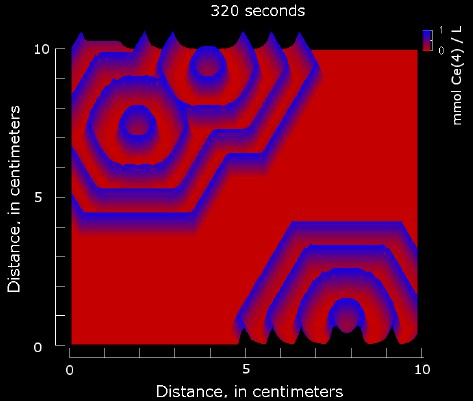 320 seconds
1
0
mmol Ce(4) / L
10
5
0
Distance, in centimeters
0
5
10
Distance, in centimeters